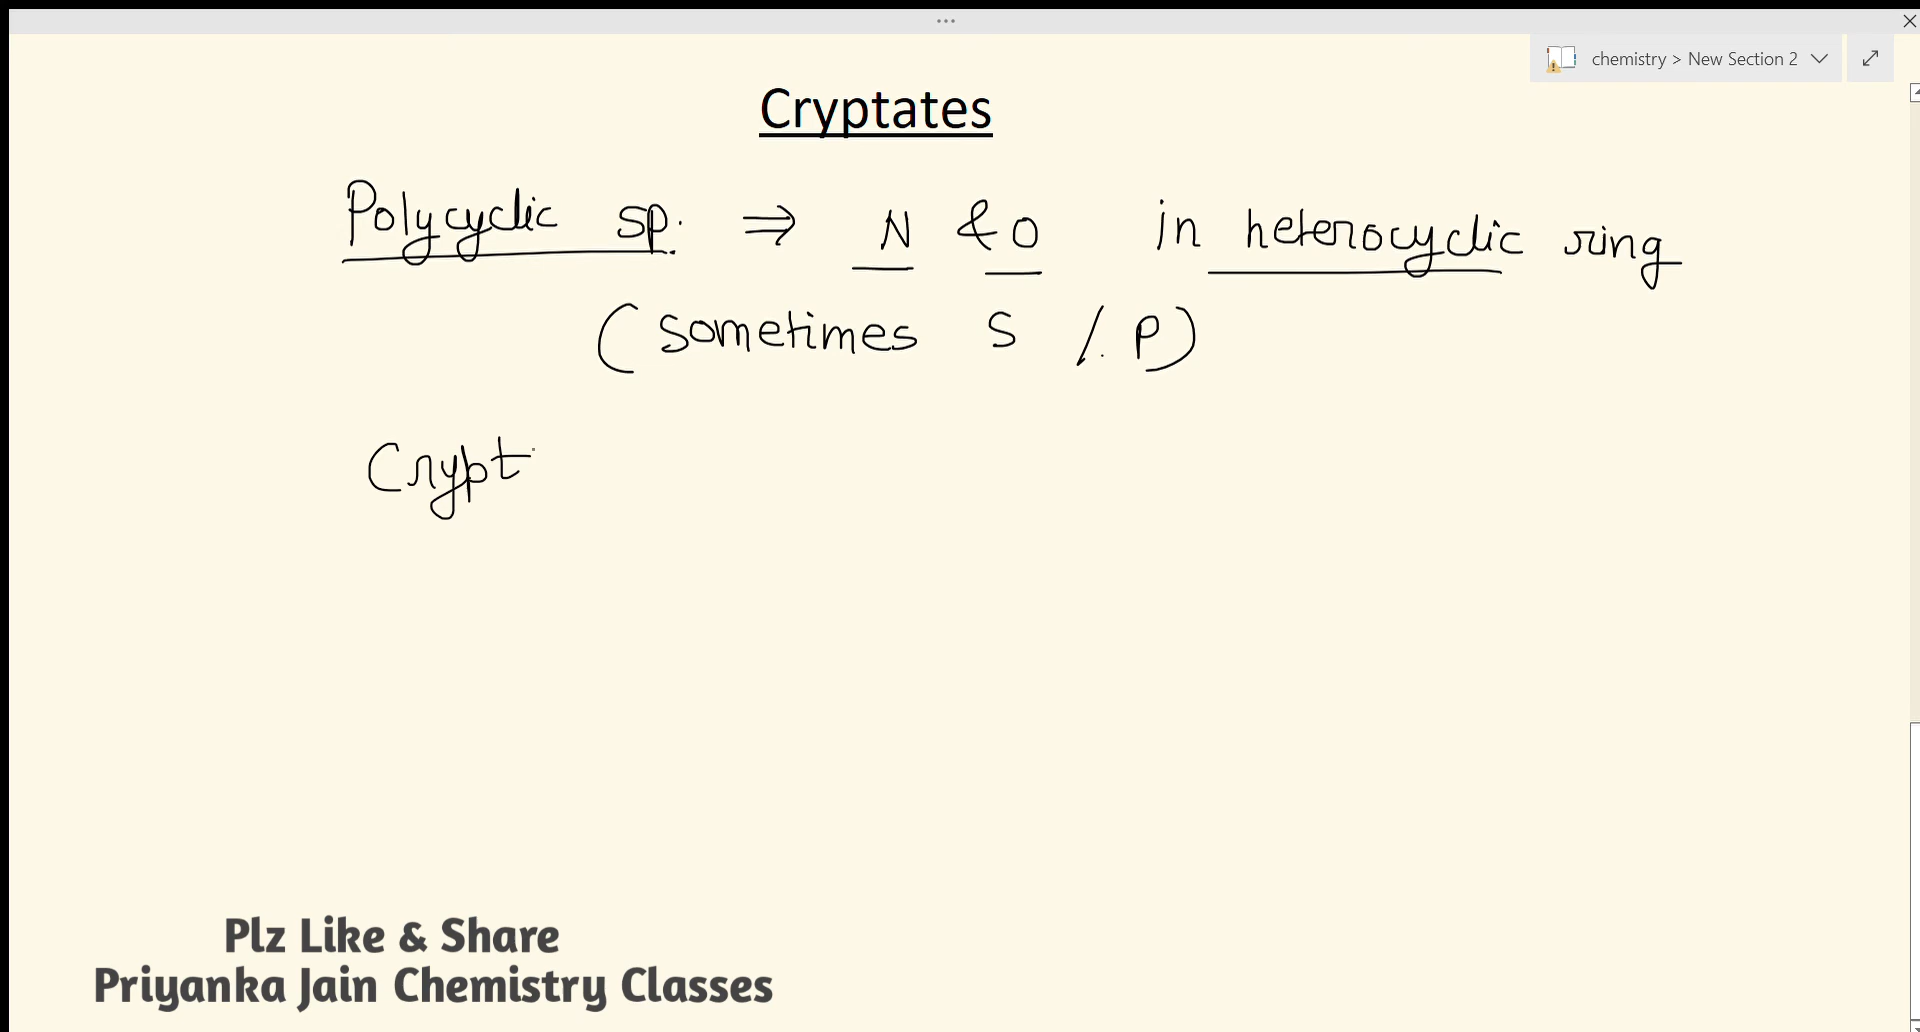 chemistry > New Section 2
Cryptates
Polycyclic sp. ⇒ N & O in heterocyclic ring
(sometimes S / P)
Crypt
Plz Like & Share
Priyanka Jain Chemistry Classes